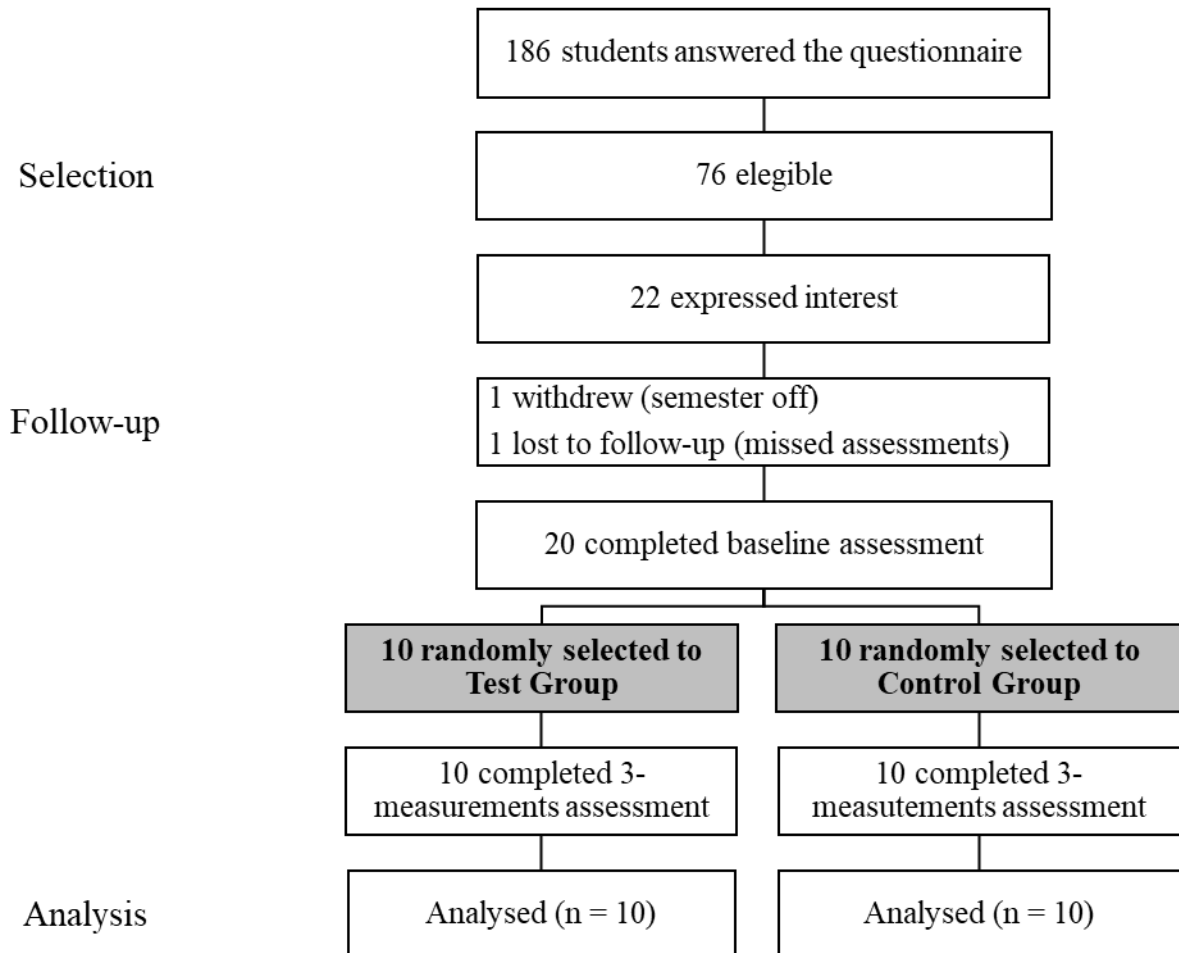 186 students answered the questionnaire
Selection
76 elegible
22 expressed interest
1 withdrew (semester off)
Follow-up
1 lost to follow-up (missed assessments)
20 completed baseline assessment
10 randomly selected to
Test Group
10 randomly selected to
Control Group
10 completed 3-
measurements assessment
10 completed 3-
measutements assessment
Analysis
Analysed (n = 10)
Analysed (n = 10)